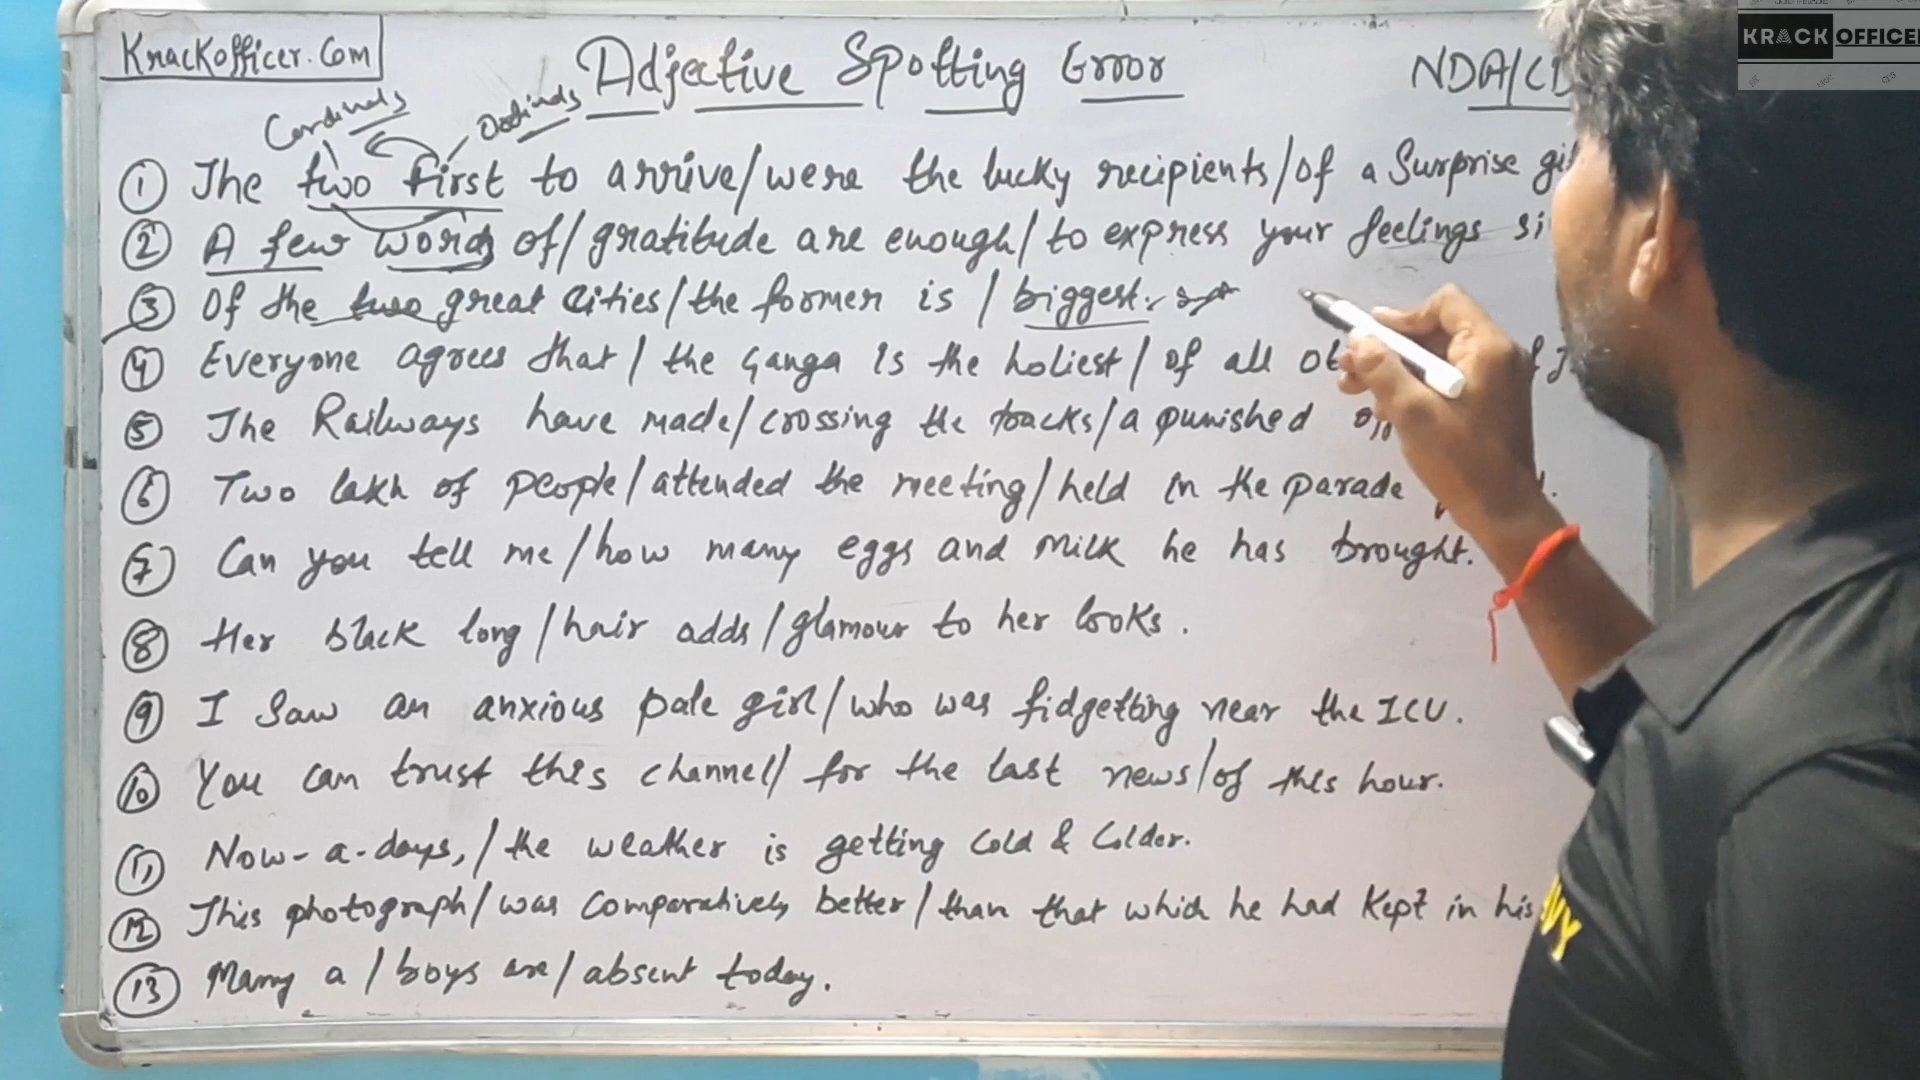 Krackofficer.Com
Adjective Spotting Error
NDA/CD
KRACK OFFICER
Cardinals
Ordinals
① The two first to arrive/were the lucky recipients/of a Surprise gi
② A few words of/gratitude are enough/to express your feelings si
③ Of the two great Cities/the former is/biggest.
④ Everyone agrees that/the Ganga is the holiest/of all
⑤ The Railways have made/crossing the tracks/a punished
⑥ Two lakh of people/attended the meeting/held in the parade
⑦ Can you tell me/how many eggs and milk he has brought.
⑧ Her black long/hair adds/glamour to her looks.
⑨ I Saw an anxious pale girl/who was fidgetting near the ICU.
⑩ You can trust this channel/for the last news/of this hour.
⑪ Now-a-days,/the weather is getting Cold & Colder.
⑫ This photograph/was Comparatively better/than that which he had Kept in his
⑬ Many a/boys are/absent today.